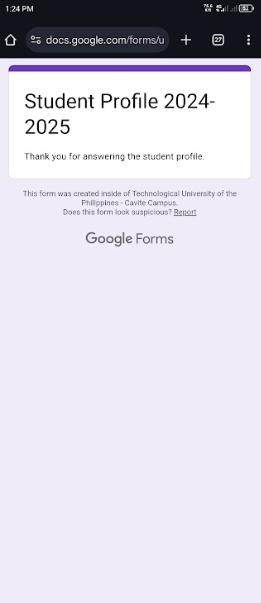 1:24 PM
docs.google.com/forms/u
27
Student Profile 2024-
2025
Thank you for answering the student profile.
This form was created inside of Technological University of the
Philippines - Cavite Campus.
Does this form look suspicious? Report
Google Forms